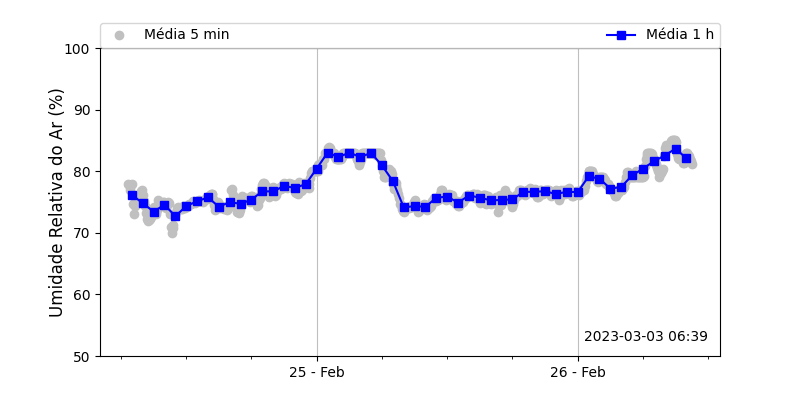 Média 5 min
Média 1 h
Umidade Relativa do Ar (%)
100
90
80
70
60
50
2023-03-03 06:39
25 - Feb
26 - Feb